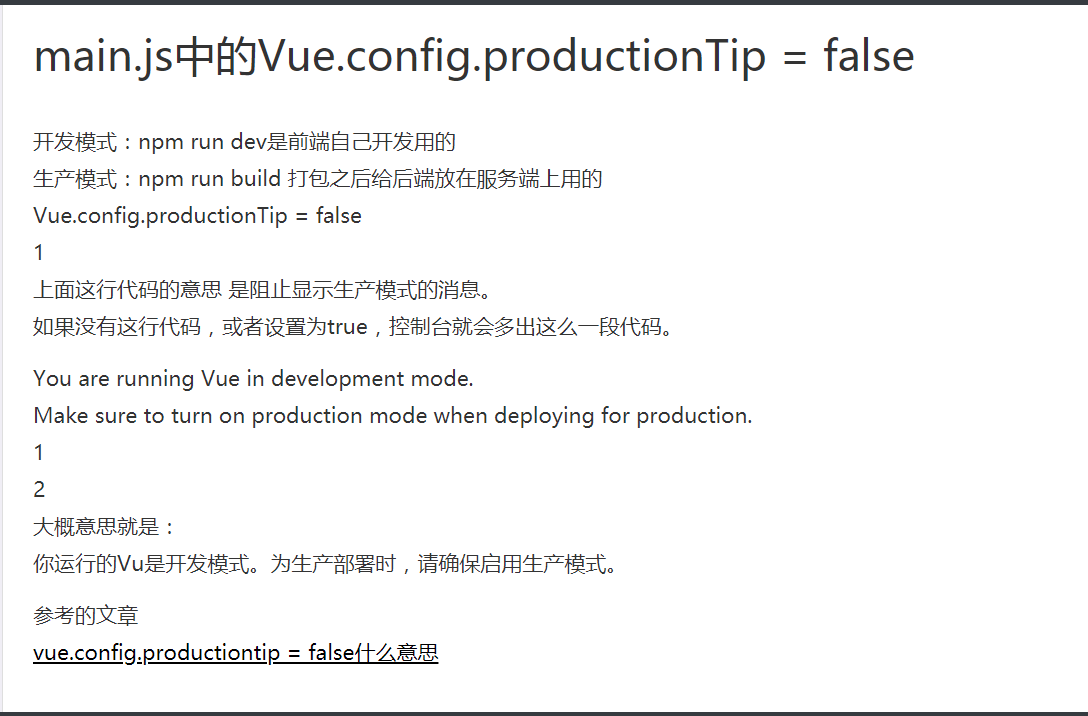 main.js中的Vue.config.productionTip = false
开发模式：npm run dev是前端自己开发用的
生产模式：npm run build 打包之后给后端放在服务端上用的
Vue.config.productionTip = false
1
上面这行代码的意思 是阻止显示生产模式的消息。
如果没有这行代码，或者设置为true，控制台就会多出这么一段代码。
You are running Vue in development mode.
Make sure to turn on production mode when deploying for production.
1
2
大概意思就是：
你运行的Vu是开发模式。为生产部署时，请确保启用生产模式。
参考的文章
vue.config.productiontip = false什么意思